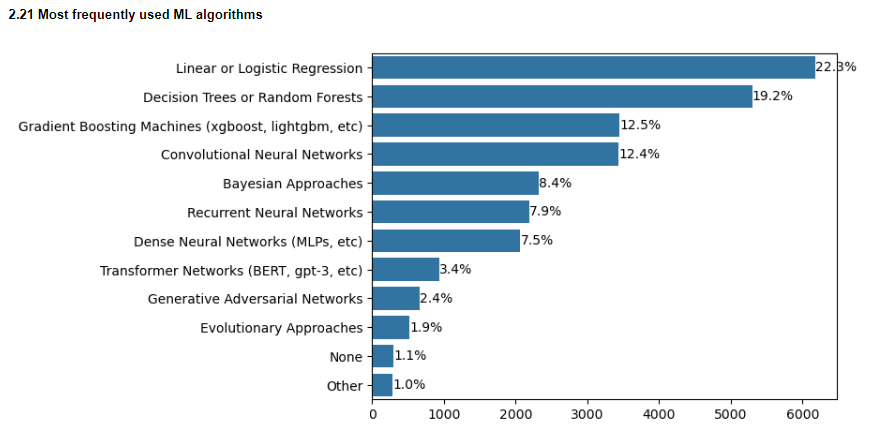 2.21 Most frequently used ML algorithms
Linear or Logistic Regression 22.3%
Decision Trees or Random Forests 19.2%
Gradient Boosting Machines (xgboost, lightgbm, etc) 12.5%
Convolutional Neural Networks 12.4%
Bayesian Approaches 8.4%
Recurrent Neural Networks 7.9%
Dense Neural Networks (MLPs, etc) 7.5%
Transformer Networks (BERT, gpt-3, etc) 3.4%
Generative Adversarial Networks 2.4%
Evolutionary Approaches 1.9%
None 1.1%
Other 1.0%
0 1000 2000 3000 4000 5000 6000